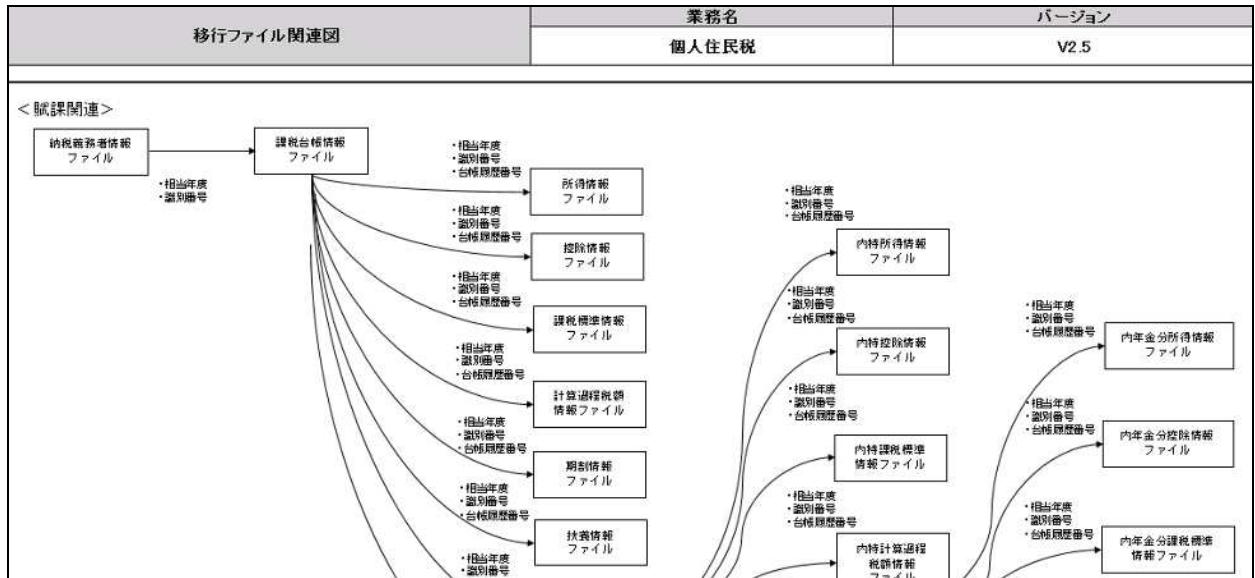 移行ファイル関連図
業務名
バージョン
個人住民税
V2.5
＜賦課関連＞
納税義務者情報
ファイル
・相当年度
・識別番号
課税台帳情報
ファイル
・相当年度
・識別番号
・台帳履歴番号
所得情報
ファイル
・相当年度
・識別番号
・台帳履歴番号
控除情報
ファイル
・相当年度
・識別番号
・台帳履歴番号
課税標準情報
ファイル
・相当年度
・識別番号
・台帳履歴番号
計算過程税額
情報ファイル
・相当年度
・識別番号
・台帳履歴番号
期割情報
ファイル
・相当年度
・識別番号
・台帳履歴番号
扶養情報
ファイル
・相当年度
・識別番号
・相当年度
・識別番号
・台帳履歴番号
内特所得情報
ファイル
・相当年度
・識別番号
・台帳履歴番号
内特控除情報
ファイル
・相当年度
・識別番号
・台帳履歴番号
内特課税標準
情報ファイル
・相当年度
・識別番号
・台帳履歴番号
内特計算過程
税額情報
ファイル
・相当年度
・識別番号
・台帳履歴番号
内年金分所得情報
ファイル
・相当年度
・識別番号
・台帳履歴番号
内年金分控除情報
ファイル
・相当年度
・識別番号
・台帳履歴番号
内年金分課税標準
情報ファイル